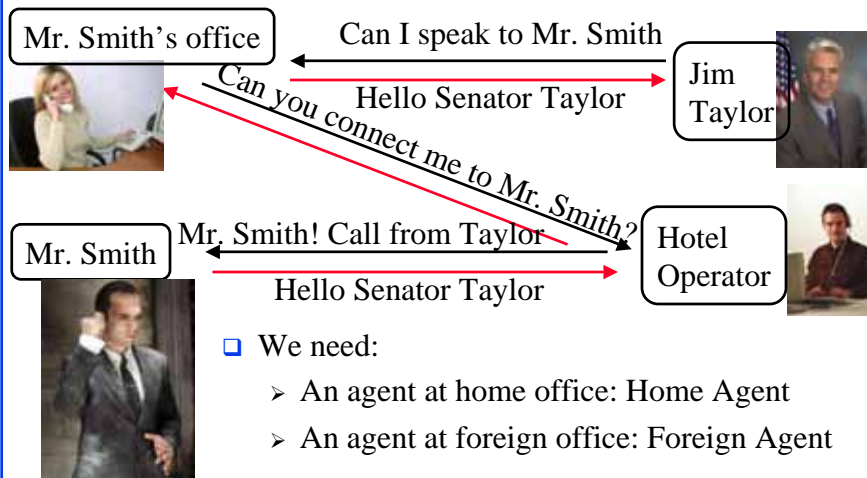 Mr. Smith’s office
Can I speak to Mr. Smith
Hello Senator Taylor
Jim
Taylor
Can you connect me to Mr. Smith?
Mr. Smith
Mr. Smith! Call from Taylor
Hello Senator Taylor
Hotel
Operator
❑ We need:
➢ An agent at home office: Home Agent
➢ An agent at foreign office: Foreign Agent